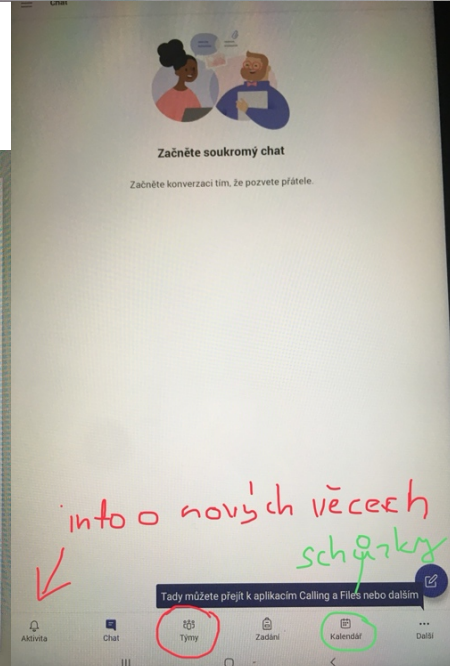 Chat
Začněte soukromý chat
Začněte konverzaci tím, že pozvete přátele.
info o nových věcech
schůzky
Tady můžete přejít k aplikacím Calling a Files nebo dalším
Aktivita Chat Týmy Zadání Kalendář Další